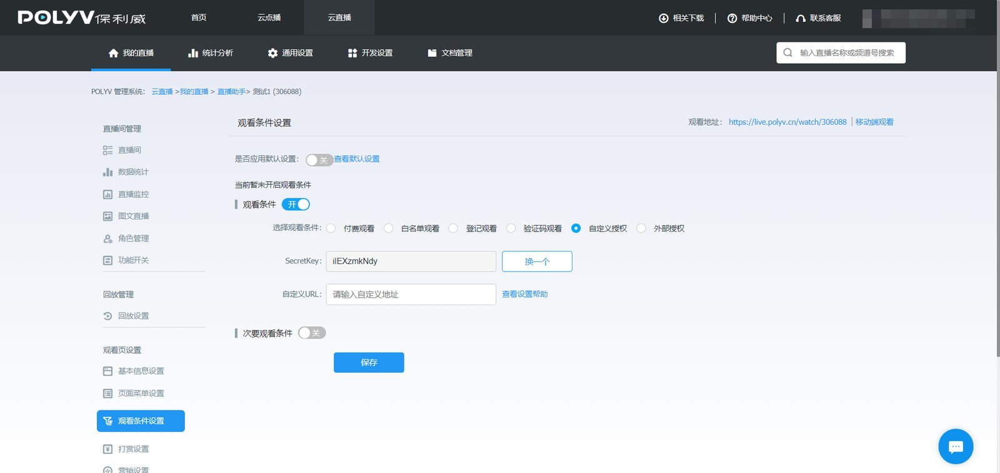 POLYV保利威 首页 云点播 云直播 相关下载 帮助中心 联系客服
我的直播 统计分析 通用设置 开发设置 文档管理 输入直播名称或频道号搜索
POLYV 管理系统： 云直播 >我的直播 > 直播助手> 测试1 (306088)
直播间管理
直播间
数据统计
直播监控
图文直播
角色管理
功能开关
回放管理
回放设置
观看页设置
基本信息设置
页面菜单设置
观看条件设置
打赏设置
营销设置
观看条件设置 观看地址： https://live.polyv.cn/watch/306088 | 移动端观看
是否应用默认设置： 关 查看默认设置
当前暂未开启观看条件
观看条件 开
选择观看条件: 付费观看 白名单观看 登记观看 验证码观看 自定义授权 外部授权
SecretKey: ilEXzmkNdy 换一个
自定义URL: 请输入自定义地址 查看设置帮助
次要观看条件 关
保存